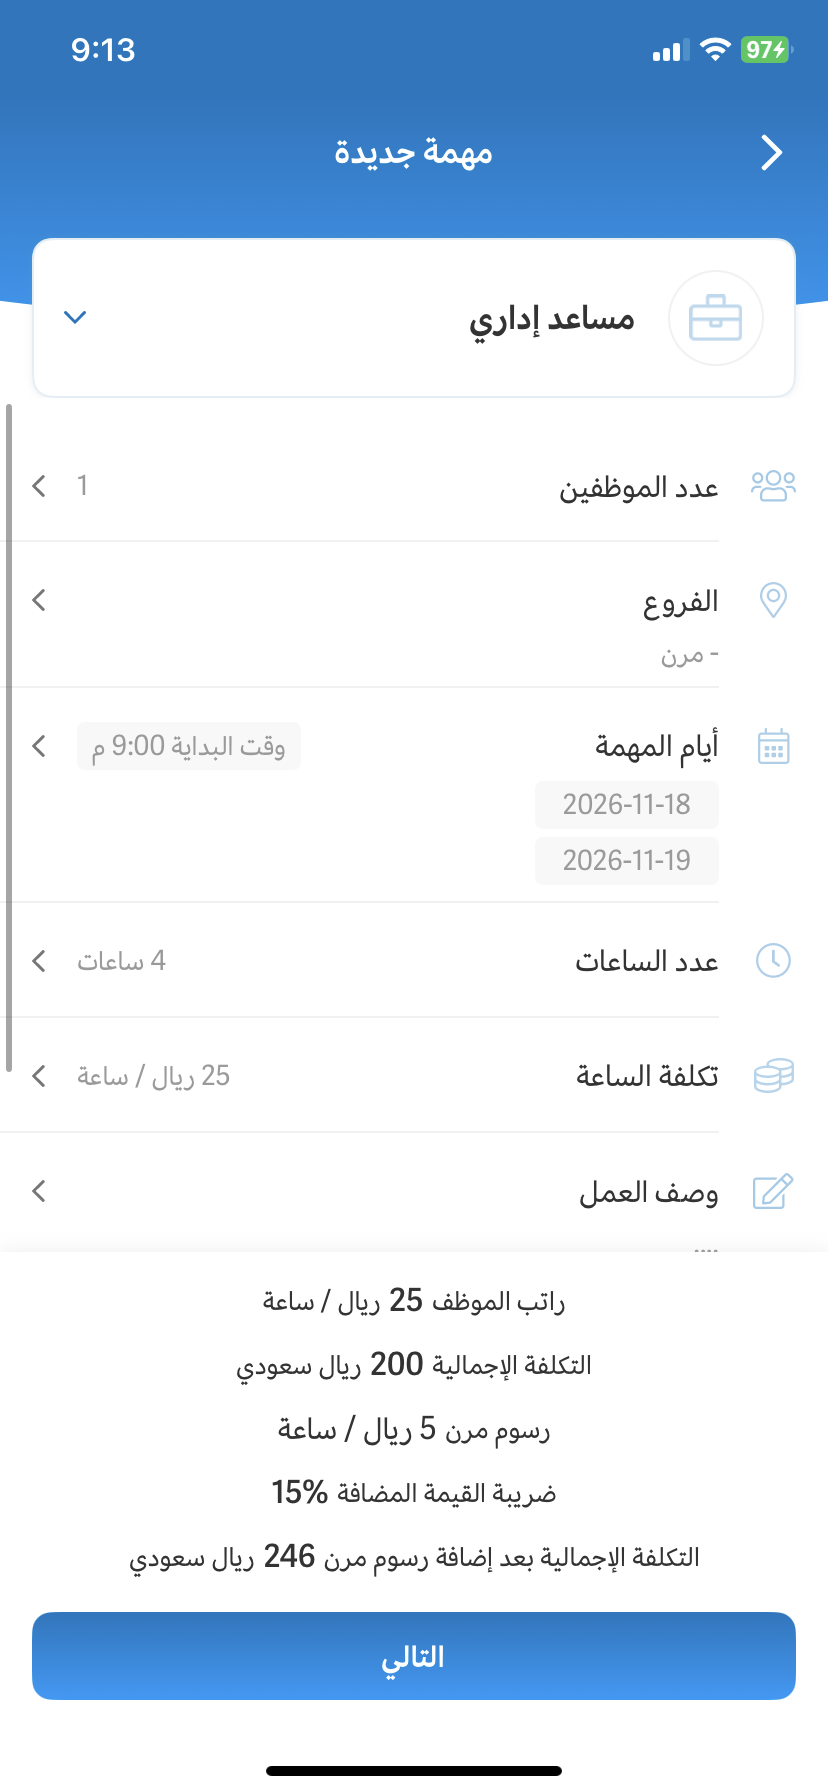 9:13
97
مهمة جديدة
مساعد إداري
عدد الموظفين 1
الفروع
- مرن
أيام المهمة وقت البداية 9:00 م
2026-11-18
2026-11-19
عدد الساعات 4 ساعات
تكلفة الساعة 25 ريال / ساعة
وصف العمل
راتب الموظف 25 ريال / ساعة
التكلفة الإجمالية 200 ريال سعودي
رسوم مرن 5 ريال / ساعة
ضريبة القيمة المضافة 15%
التكلفة الإجمالية بعد إضافة رسوم مرن 246 ريال سعودي
التالي